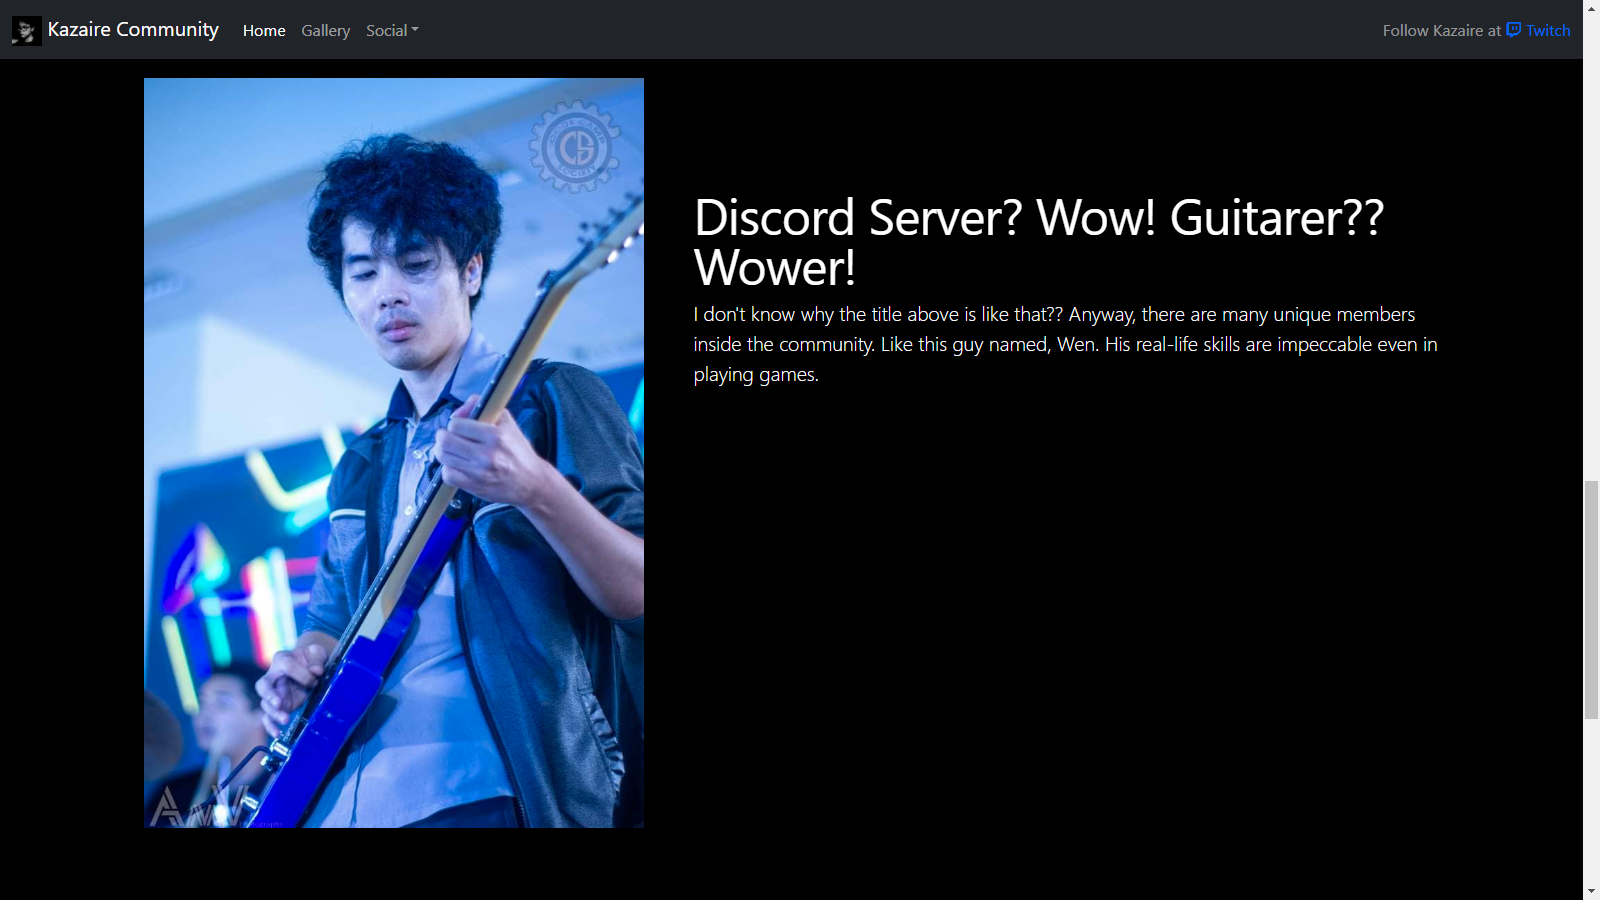 Kazaire Community Home Gallery Social Follow Kazaire at Twitch
CS
SOCIETY
Discord Server? Wow! Guitarer??
Wower!
I don't know why the title above is like that?? Anyway, there are many unique members
inside the community. Like this guy named, Wen. His real-life skills are impeccable even in
playing games.